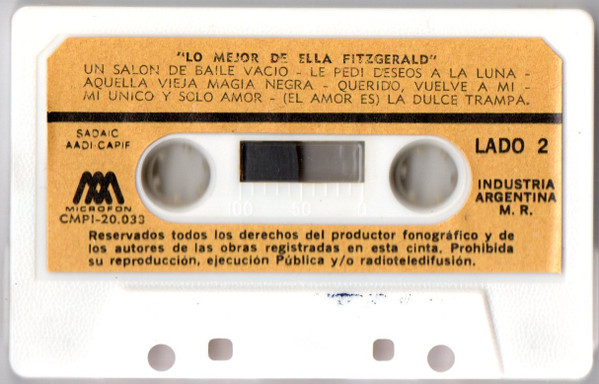 "LO MEJOR DE ELLA FITZGERALD"
UN SALON DE BAILE VACIO - LE PEDI DESEOS A LA LUNA -
AQUELLA VIEJA MAGIA NEGRA - QUERIDO, VUELVE A MI -
MI UNICO Y SOLO AMOR - (EL AMOR ES) LA DULCE TRAMPA.
SADAIC
AADI-CAPIF
LADO 2
MICROFON
CMPI-20.033
100 50 0
INDUSTRIA
ARGENTINA
M. R.
Reservados todos los derechos del productor fonográfico y de
los autores de las obras registradas en esta cinta. Prohibida
su reproducción, ejecución Pública y/o radioteledifusión.